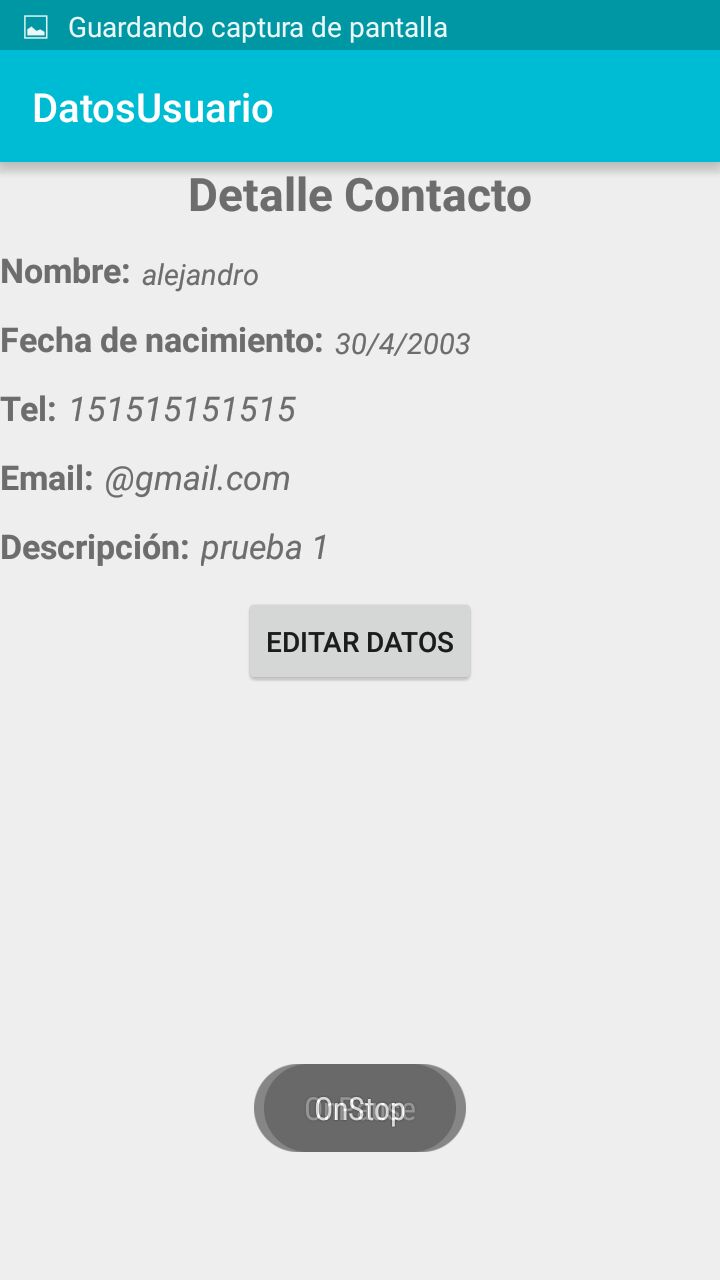 Guardando captura de pantalla
DatosUsuario
Detalle Contacto
Nombre: alejandro
Fecha de nacimiento: 30/4/2003
Tel: 151515151515
Email: @gmail.com
Descripción: prueba 1
EDITAR DATOS
OnStop